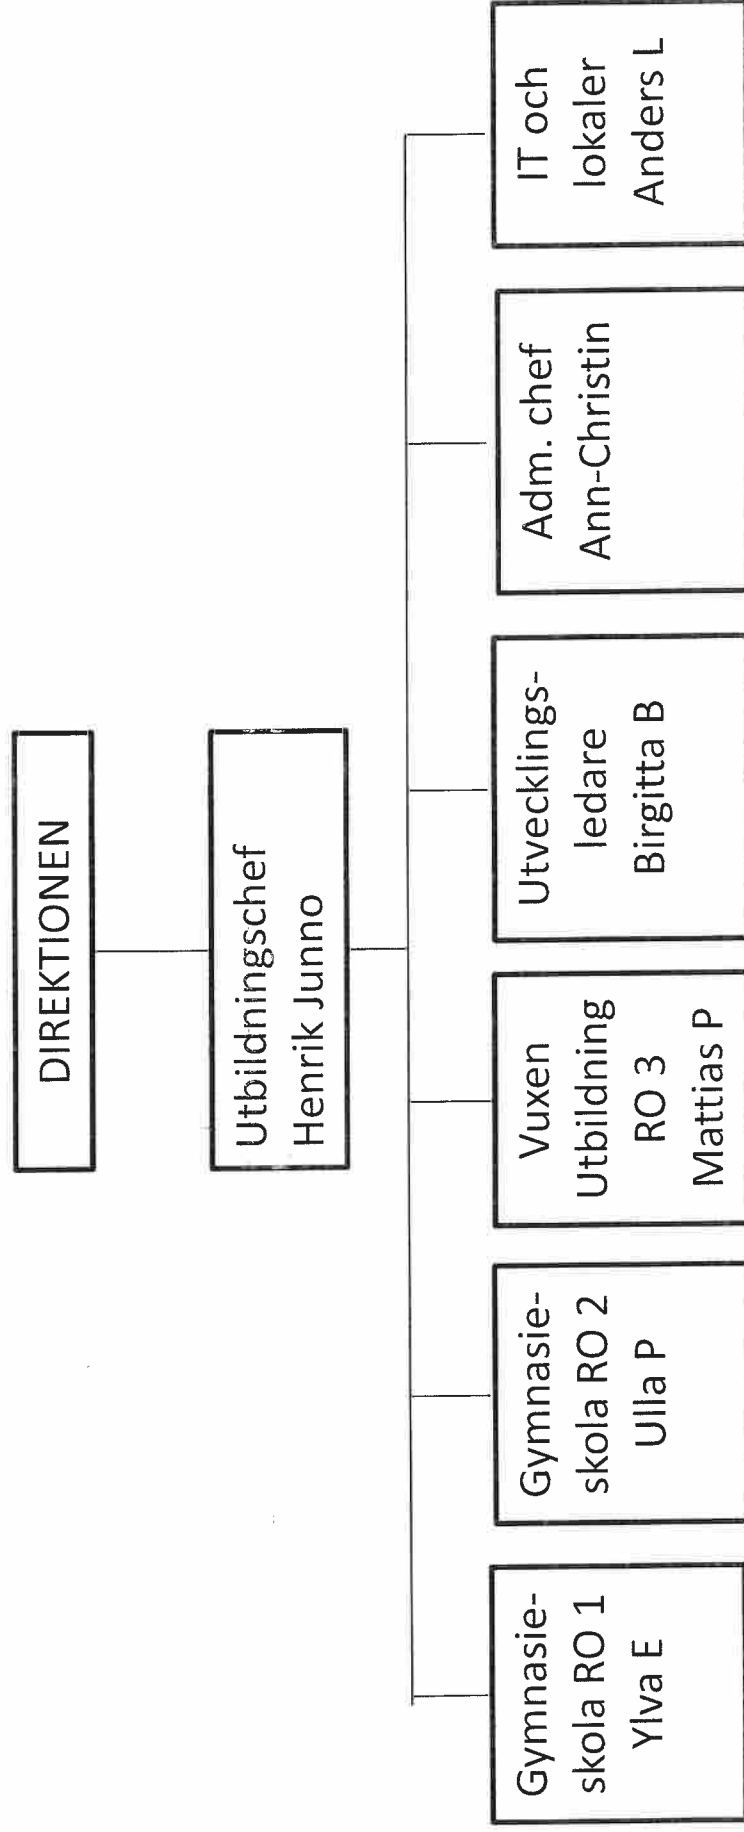 DIREKTIONEN
Utbildningschef
Henrik Junno
Gymnasie-
skola RO 1
Ylva E
Gymnasie-
skola RO 2
Ulla P
Vuxen
Utbildning
RO 3
Mattias P
Utvecklings-
ledare
Birgitta B
Adm. chef
Ann-Christin
IT och
lokaler
Anders L